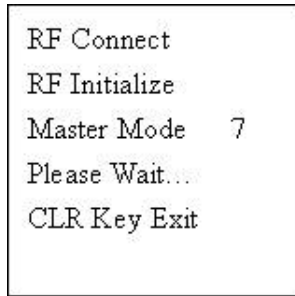 RF Connect
RF Initialize
Master Mode 7
Please Wait...
CLR Key Exit